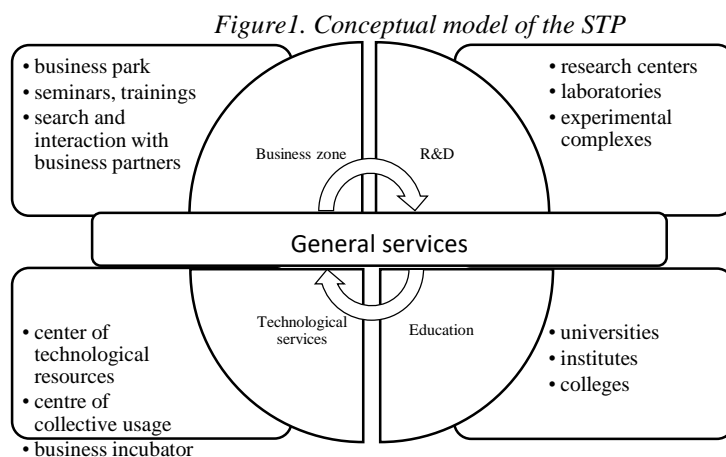 Figure1. Conceptual model of the STP
• business park
• seminars, trainings
• search and
interaction with
business partners
• research centers
• laboratories
• experimental
complexes
Business zone
R&D
General services
Technological
services
Education
• center of
technological
resources
• centre of
collective usage
• business incubator
• universities
• institutes
• colleges